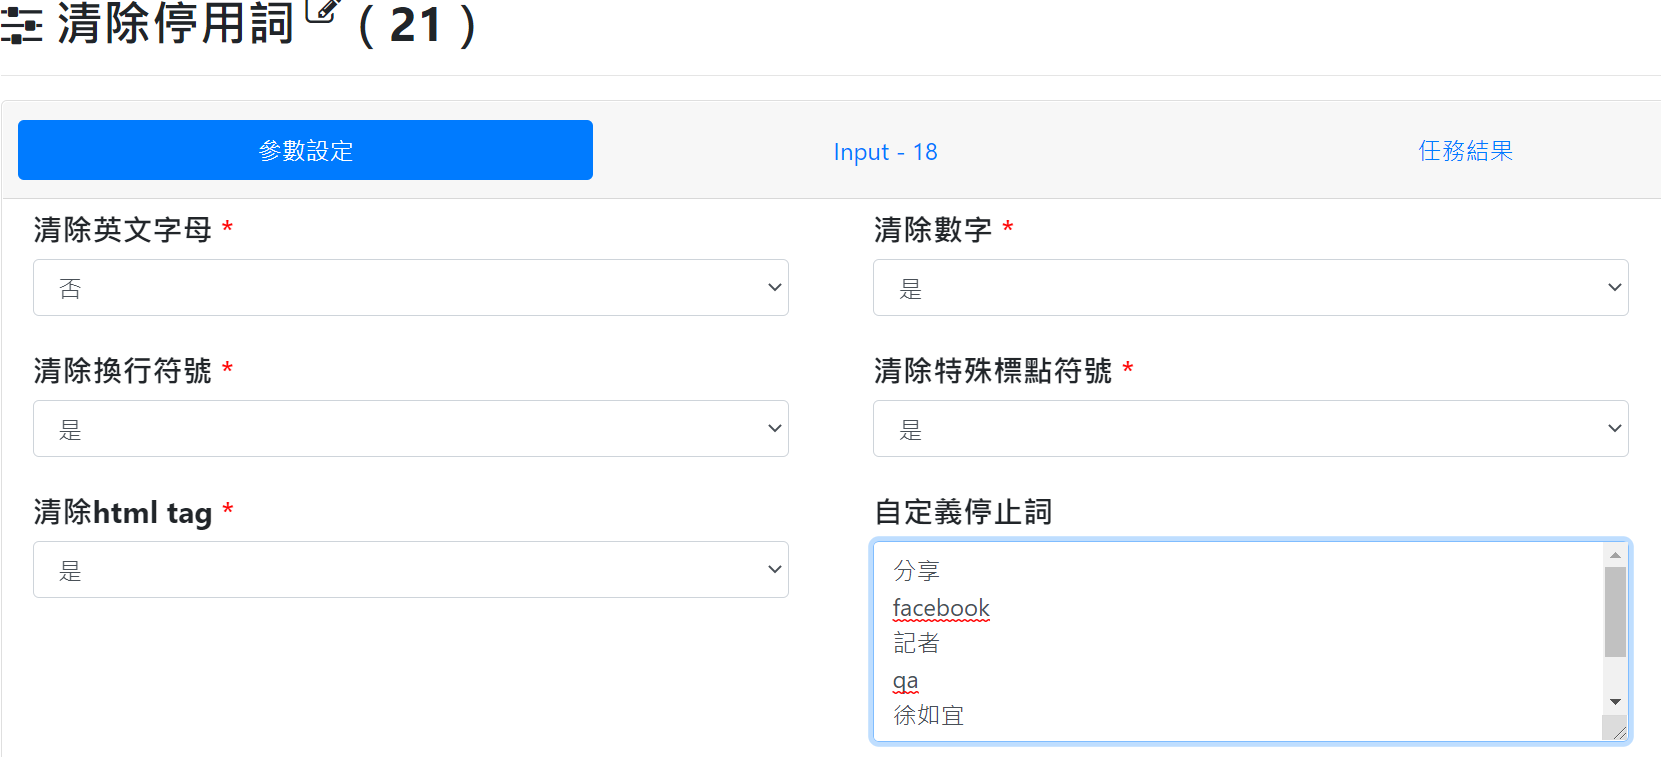 清除停用詞 ( 21 )
參數設定
Input - 18
任務結果
清除英文字母 *
清除數字 *
否
是
清除換行符號 *
清除特殊標點符號 *
是
是
清除html tag *
自定義停止詞
是
分享
facebook
記者
qa
徐如宜